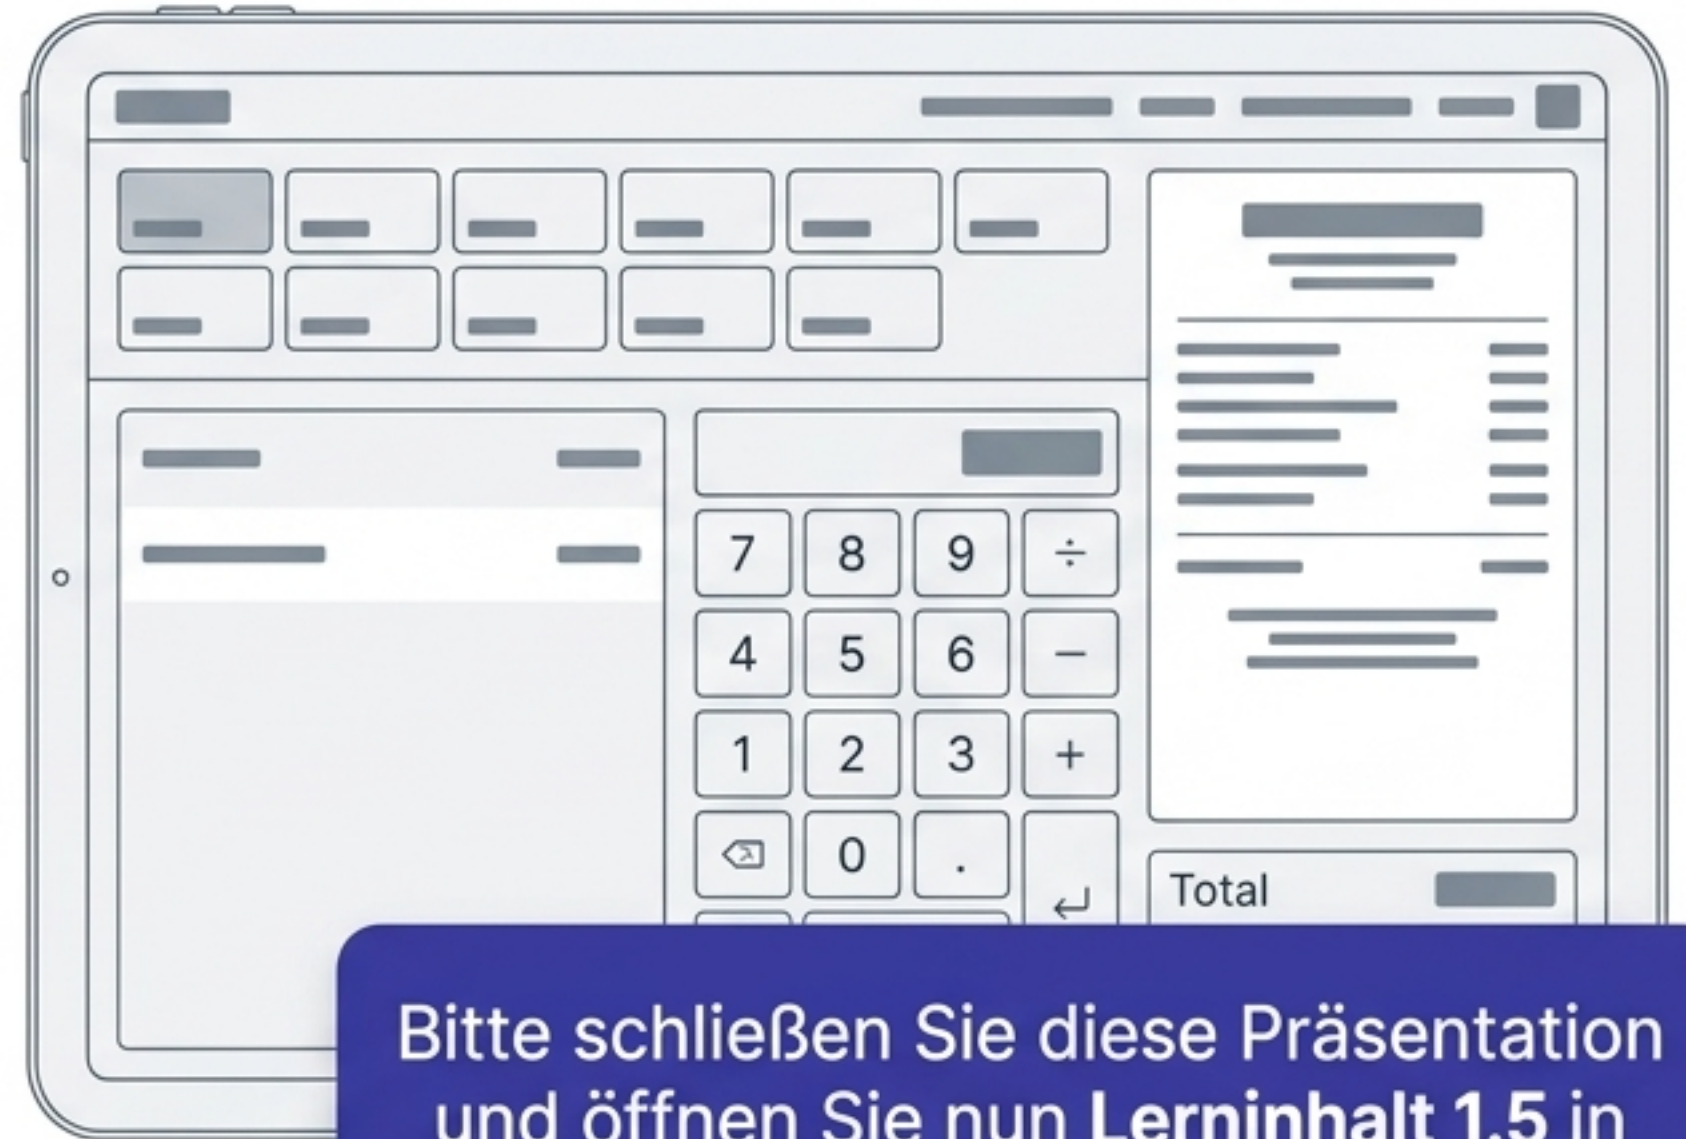 7 8 9 ÷
4 5 6 −
1 2 3 +
0 .
Total
Bitte schließen Sie diese Präsentation
und öffnen Sie nun Lerninhalt 1.5 in